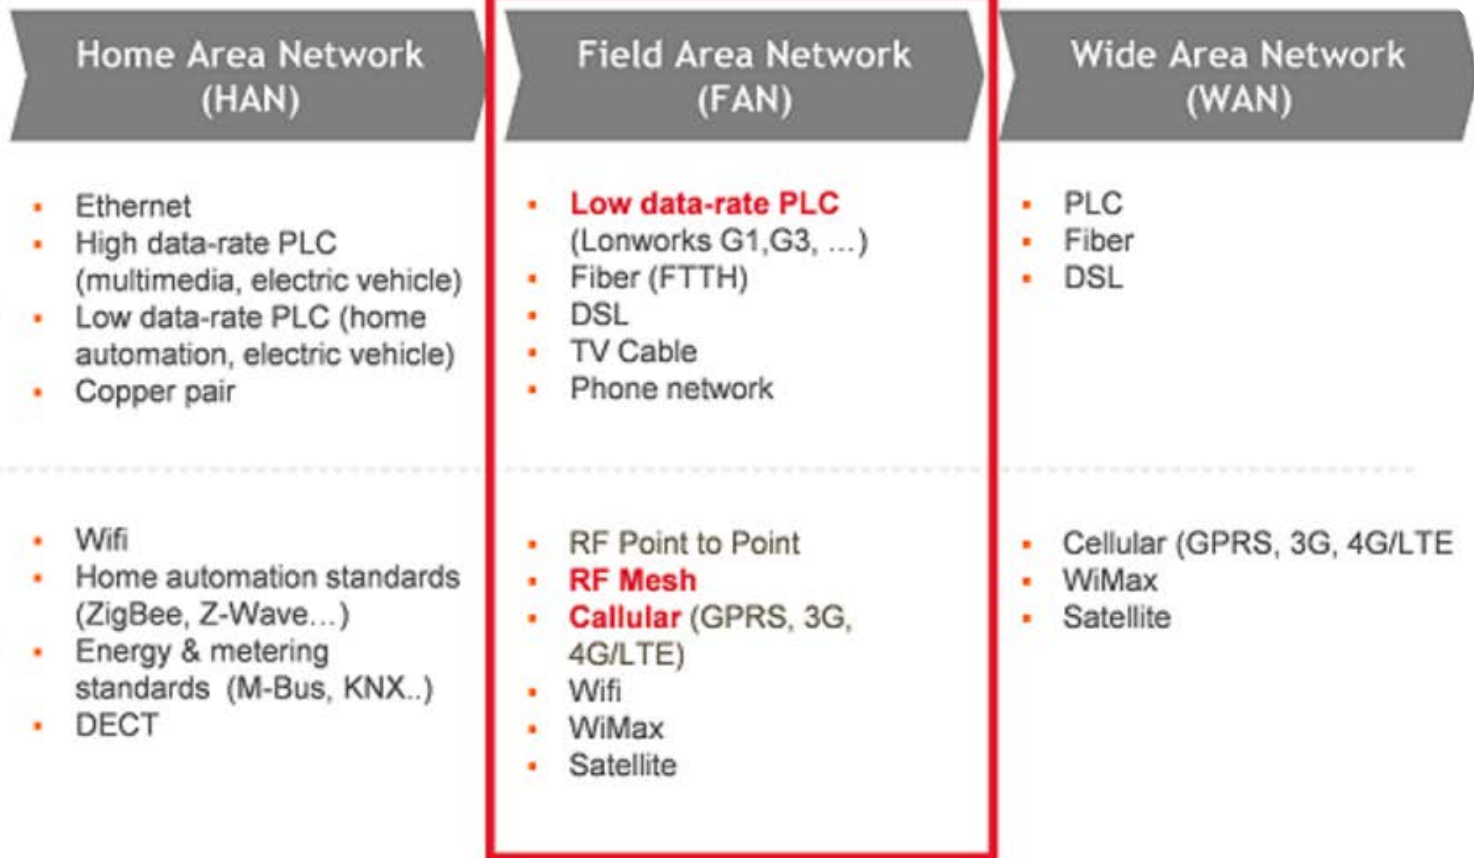 Home Area Network
(HAN)
Field Area Network
(FAN)
Wide Area Network
(WAN)
Ethernet
High data-rate PLC
(multimedia, electric vehicle)
Low data-rate PLC (home
automation, electric vehicle)
Copper pair
Low data-rate PLC
(Lonworks G1,G3, ...)
Fiber (FTTH)
DSL
TV Cable
Phone network
PLC
Fiber
DSL
Wifi
Home automation standards
(ZigBee, Z-Wave...)
Energy & metering
standards (M-Bus, KNX..)
DECT
RF Point to Point
RF Mesh
Callular (GPRS, 3G,
4G/LTE)
Wifi
WiMax
Satellite
Cellular (GPRS, 3G, 4G/LTE
WiMax
Satellite